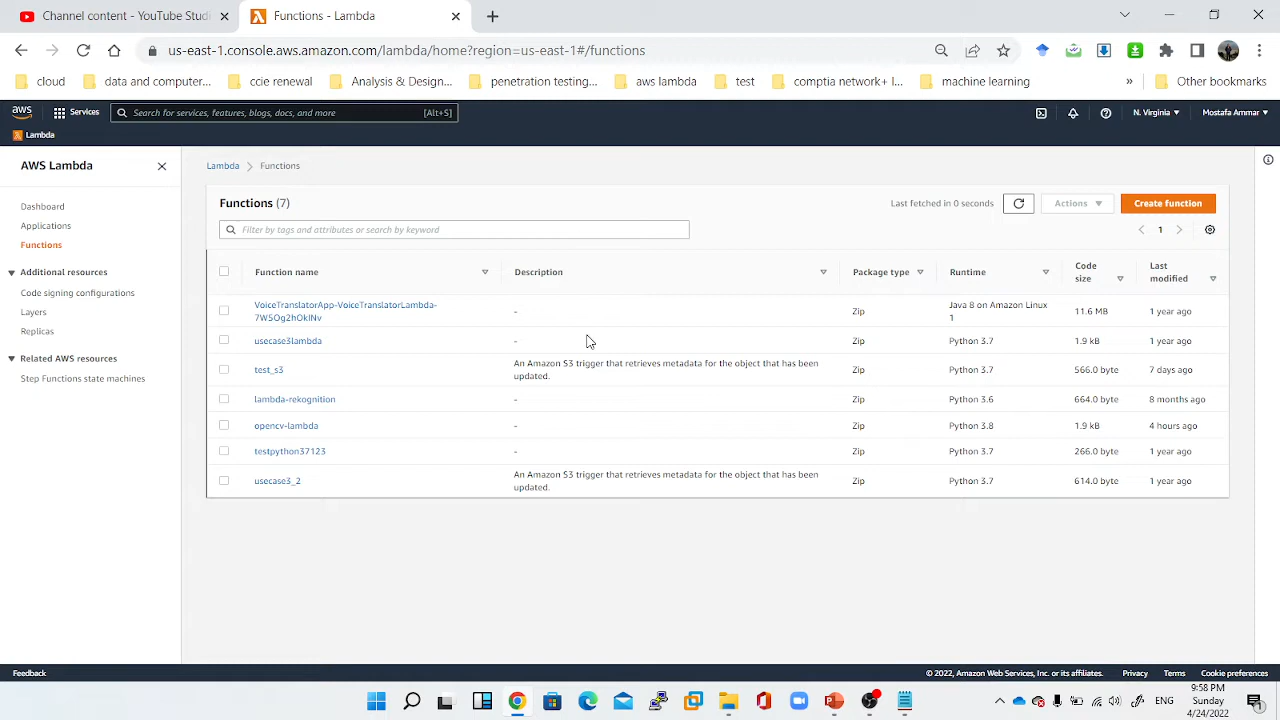 Channel content - YouTube Stud
Functions - Lambda
us-east-1.console.aws.amazon.com/lambda/home?region=us-east-1#/functions
cloud
data and computer...
ccie renewal
Analysis & Desig...
penetration testing...
aws lambda
test
comptia network+ l...
machine learning
»
Other bookmarks
aws
Services
Search for services, features, blogs, docs, and more
[Alt+S]
N. Virginia
Mostafa Ammar
Lambda
AWS Lambda
Dashboard
Applications
Functions
Additional resources
Code signing configurations
Layers
Replicas
Related AWS resources
Step Functions state machines
Lambda
Functions
Functions (7)
Last fetched in 0 seconds
Actions
Create function
Filter by tags and attributes or search by keyword
1
Function name
Description
Package type
Runtime
Code
size
Last
modified
VoiceTranslatorApp-VoiceTranslatorLambda-
-
Zip
Java 8 on Amazon Linux
1
11.6 MB
1 year ago
usecase3lambda
-
Zip
Python 3.7
1.9 kB
1 year ago
test_s3
An Amazon S3 trigger that retrieves metadata for the object that has been
updated.
Zip
Python 3.7
566.0 byte
7 days ago
lambda-rekognition
-
Zip
Python 3.6
664.0 byte
8 months ago
opencv-lambda
-
Zip
Python 3.8
1.9 kB
4 hours ago
testpython37123
-
Zip
Python 3.7
266.0 byte
1 year ago
usecase3_2
An Amazon S3 trigger that retrieves metadata for the object that has been
updated.
Zip
Python 3.7
614.0 byte
1 year ago
Feedback
© 2022, Amazon Web Services, Inc. or its affiliates.
Privacy
Terms
Cookie preferences
ENG
9:58 PM
Sunday
4/24/2022
1